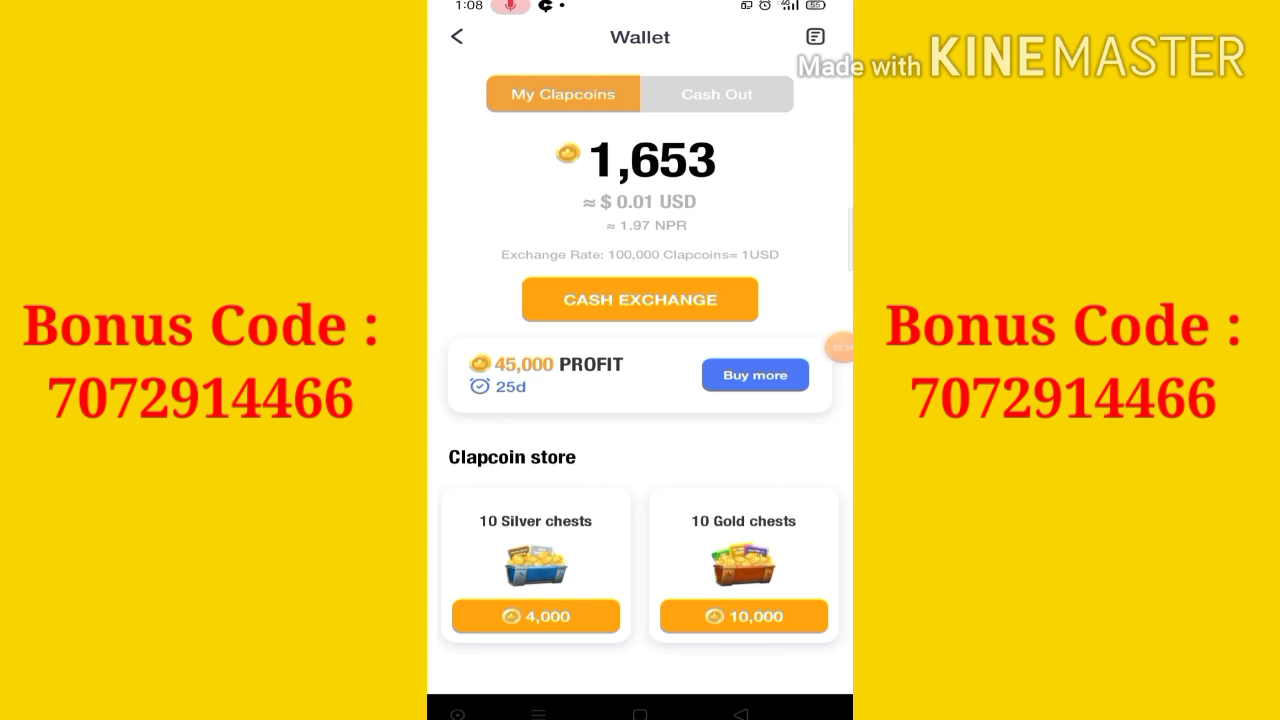 1:08
55
Wallet
Made with KINEMASTER
My Clapcoins
Cash Out
1,653
≈ $ 0.01 USD
≈ 1.97 NPR
Exchange Rate: 100,000 Clapcoins= 1USD
CASH EXCHANGE
45,000 PROFIT
25d
Buy more
Clapcoin store
10 Silver chests
10 Gold chests
4,000
10,000
Bonus Code :
7072914466
Bonus Code :
7072914466